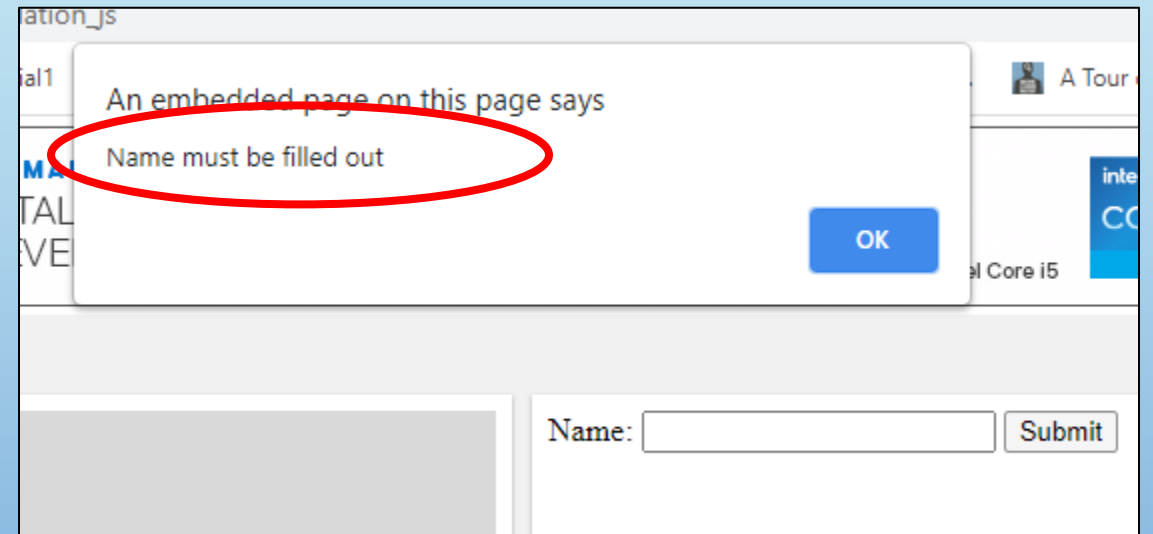 ation_js
ial1
A Tour
An embedded page on this page says
Name must be filled out
OK
MA
TAL
EVE
el Core i5
inte
CO
Name:
Submit